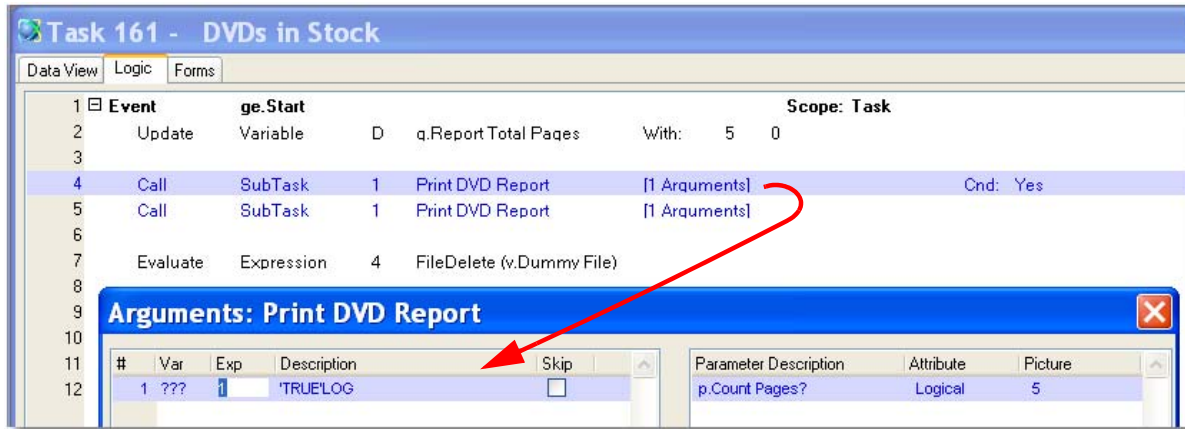 Task 161 - DVDs in Stock
Data View Logic Forms
1 Event ge.Start Scope: Task
2 Update Variable D g.Report Total Pages With: 5 0
3
4 Call SubTask 1 Print DVD Report [1 Arguments] Cnd: Yes
5 Call SubTask 1 Print DVD Report [1 Arguments]
6
7 Evaluate Expression 4 FileDelete (v.Dummy File)
8
9 Arguments: Print DVD Report
10
11 # Var Exp Description Skip Parameter Description Attribute Picture
12 1 ??? 1 'TRUE'LOG p.Count Pages? Logical 5